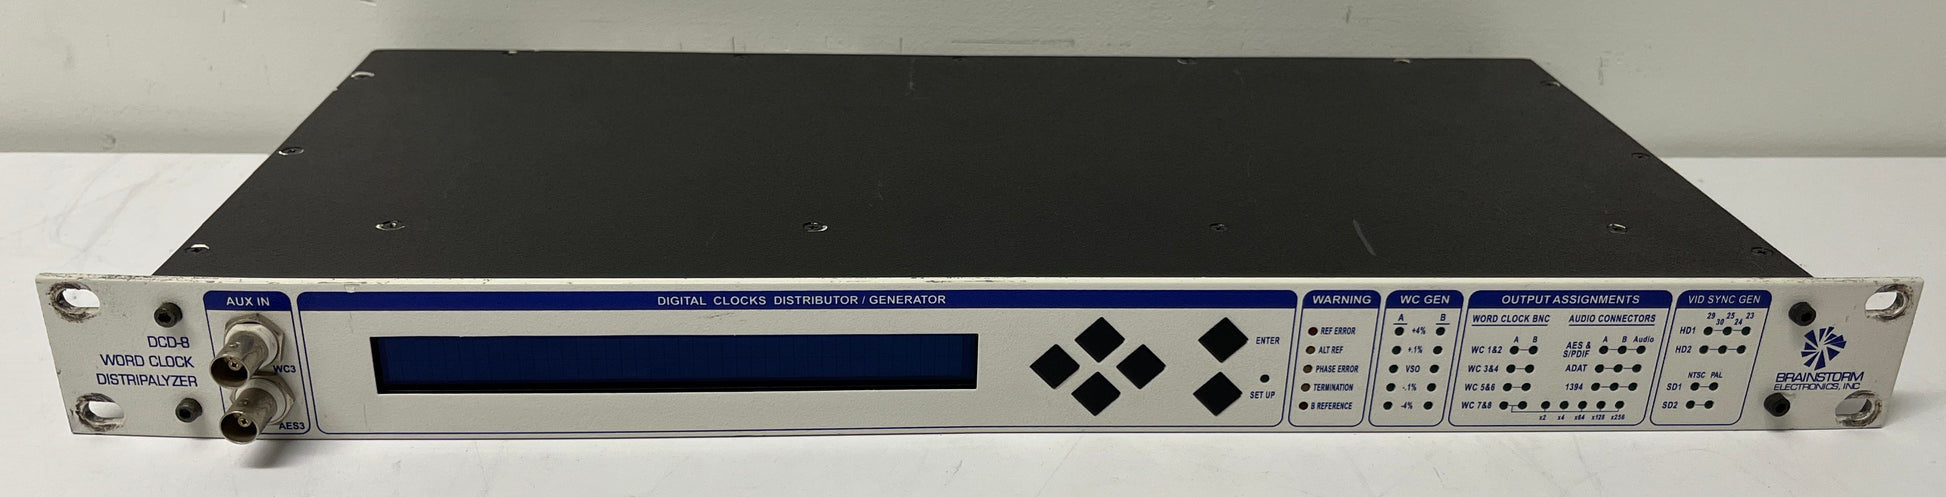 DCD-8
WORD CLOCK
DISTRIPALYZER
AUX IN
WC3
AES3
DIGITAL CLOCKS DISTRIBUTOR / GENERATOR
ENTER
SET UP
WARNING
REF ERROR
ALT REF
PHASE ERROR
TERMINATION
B REFERENCE
WC GEN
A B
+4%
+.1%
VSO
-.1%
-4%
OUTPUT ASSIGNMENTS
WORD CLOCK BNC
A B
WC 1&2
WC 3&4
WC 5&6
WC 7&8
x2 x4 x64 x128 x256
AUDIO CONNECTORS
A B Audio
AES &
S/PDIF
ADAT
1394
VID SYNC GEN
29 30 25 24 23
HD1
HD2
NTSC PAL
SD1
SD2
BRAINSTORM
ELECTRONICS, INC